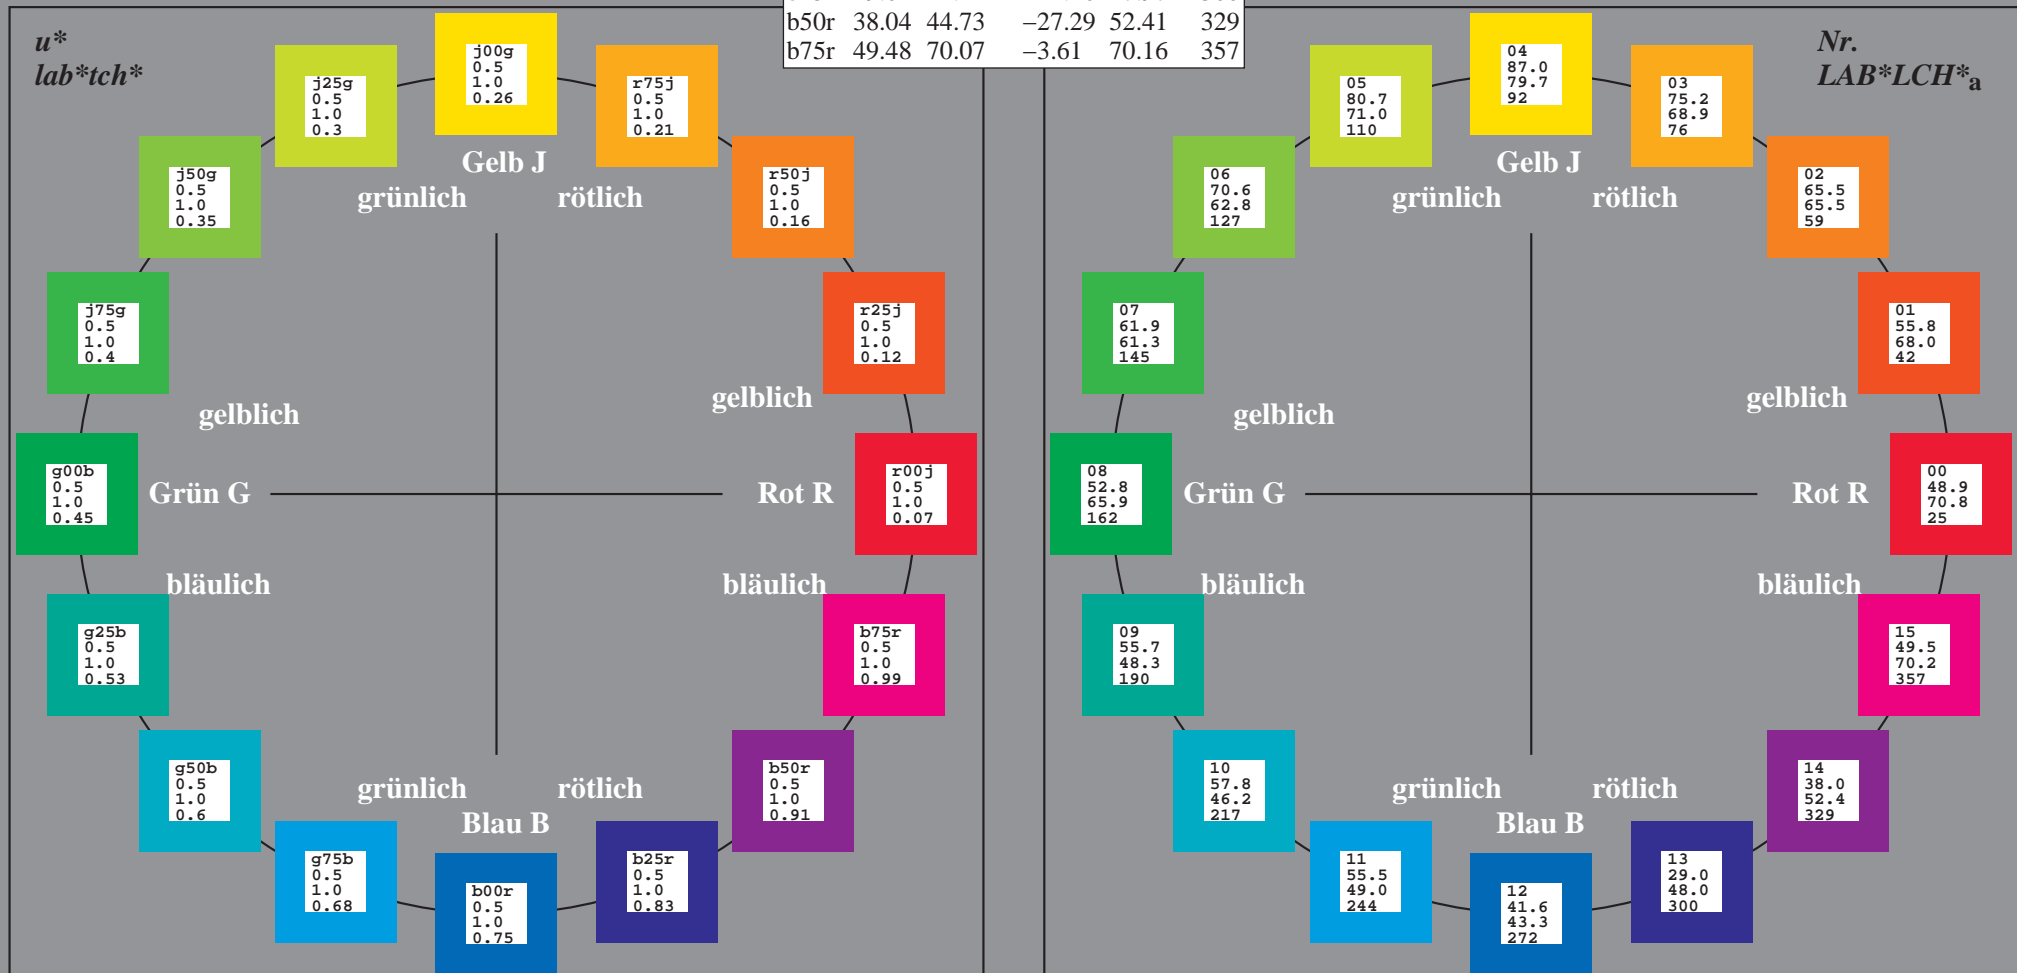 b50r 38.04 44.73 −27.29 52.41 329
b75r 49.48 70.07 −3.61 70.16 357
u*
lab*tch*
j00g
0.5
1.0
0.26
j25g
0.5
1.0
0.3
r75j
0.5
1.0
0.21
j50g
0.5
1.0
0.35
r50j
0.5
1.0
0.16
Gelb J
grünlich rötlich
j75g
0.5
1.0
0.4
r25j
0.5
1.0
0.12
gelblich
gelblich
g00b
0.5
1.0
0.45
Grün G
Rot R
r00j
0.5
1.0
0.07
bläulich
bläulich
g25b
0.5
1.0
0.53
b75r
0.5
1.0
0.99
g50b
0.5
1.0
0.6
b50r
0.5
1.0
0.91
grünlich rötlich
Blau B
g75b
0.5
1.0
0.68
b00r
0.5
1.0
0.75
b25r
0.5
1.0
0.83
Nr.
LAB*LCH*a
04
87.0
79.7
92
05
80.7
71.0
110
03
75.2
68.9
76
06
70.6
62.8
127
02
65.5
65.5
59
Gelb J
grünlich rötlich
07
61.9
61.3
145
01
55.8
68.0
42
gelblich
gelblich
08
52.8
65.9
162
Grün G
Rot R
00
48.9
70.8
25
bläulich
bläulich
09
55.7
48.3
190
15
49.5
70.2
357
10
57.8
46.2
217
14
38.0
52.4
329
grünlich rötlich
Blau B
11
55.5
49.0
244
12
41.6
43.3
272
13
29.0
48.0
300